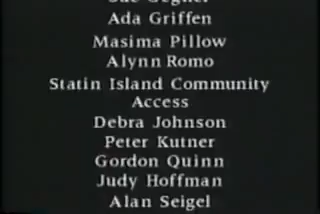 Ada Griffen
Masima Pillow
Alynn Romo
Statin Island Community
Access
Debra Johnson
Peter Kutner
Gordon Quinn
Judy Hoffman
Alan Seigel